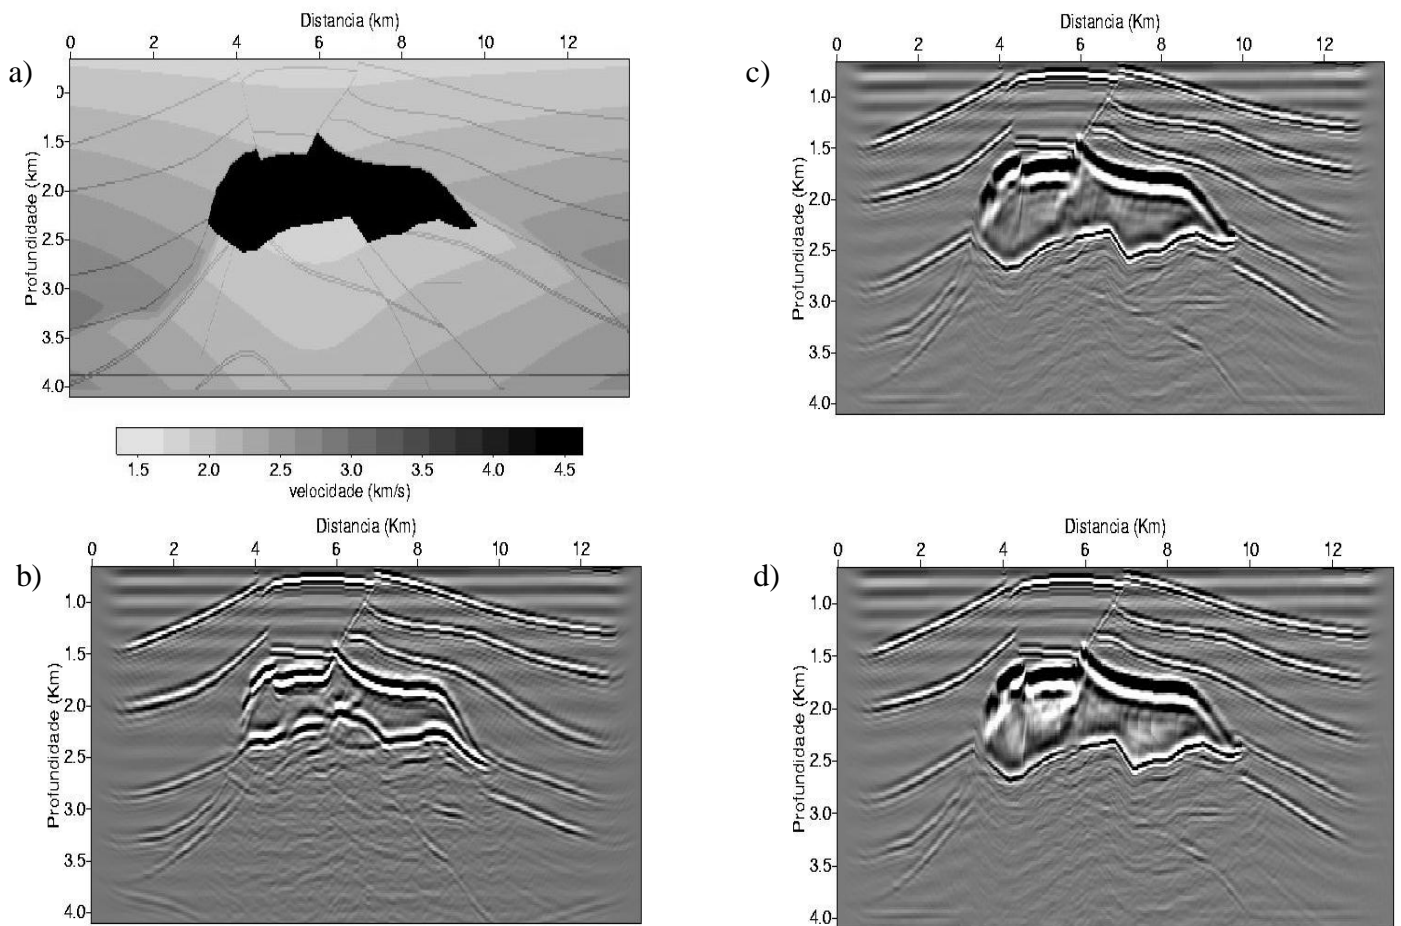 a)
Distancia (km)
0 2 4 6 8 10 12
Profundidade (km)
0
1.5
2.0
2.5
3.0
3.5
4.0
1.5 2.0 2.5 3.0 3.5 4.0 4.5
velocidade (km/s)
c)
Distancia (Km)
0 2 4 6 8 10 12
Profundidade (Km)
1.0
1.5
2.0
2.5
3.0
3.5
4.0
b)
Distancia (Km)
0 2 4 6 8 10 12
Profundidade (Km)
1.0
1.5
2.0
2.5
3.0
3.5
4.0
d)
Distancia (Km)
0 2 4 6 8 10 12
Profundidade (Km)
1.0
1.5
2.0
2.5
3.0
3.5
4.0